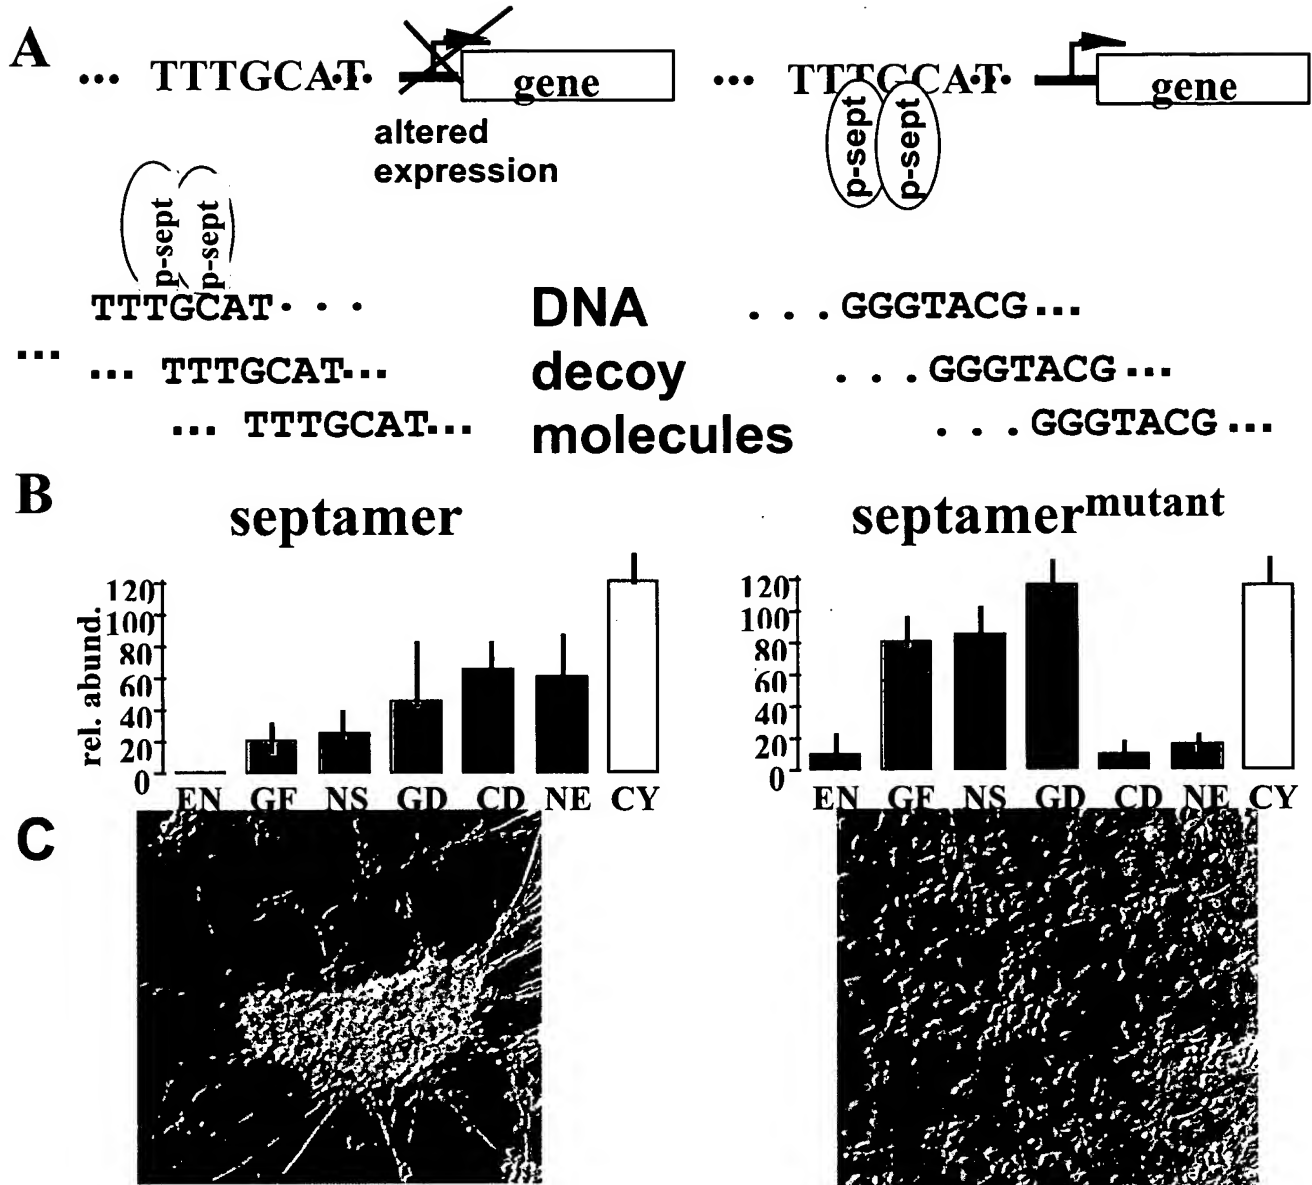 A
... TTTGCAT·· gene
altered
expression
... TTTGCAT·· gene
p-sept p-sept
p-sept p-sept
TTTGCAT· · ·
... ... TTTGCAT...
... TTTGCAT...
DNA
decoy
molecules
. . . GGGTACG...
. . . GGGTACG...
. . . GGGTACG...
B
septamer
rel. abund.
120
100
80
60
40
20
0
EN GF NS GD CD NE CY
septamer^mutant
120
100
80
60
40
20
0
EN GF NS GD CD NE CY
C